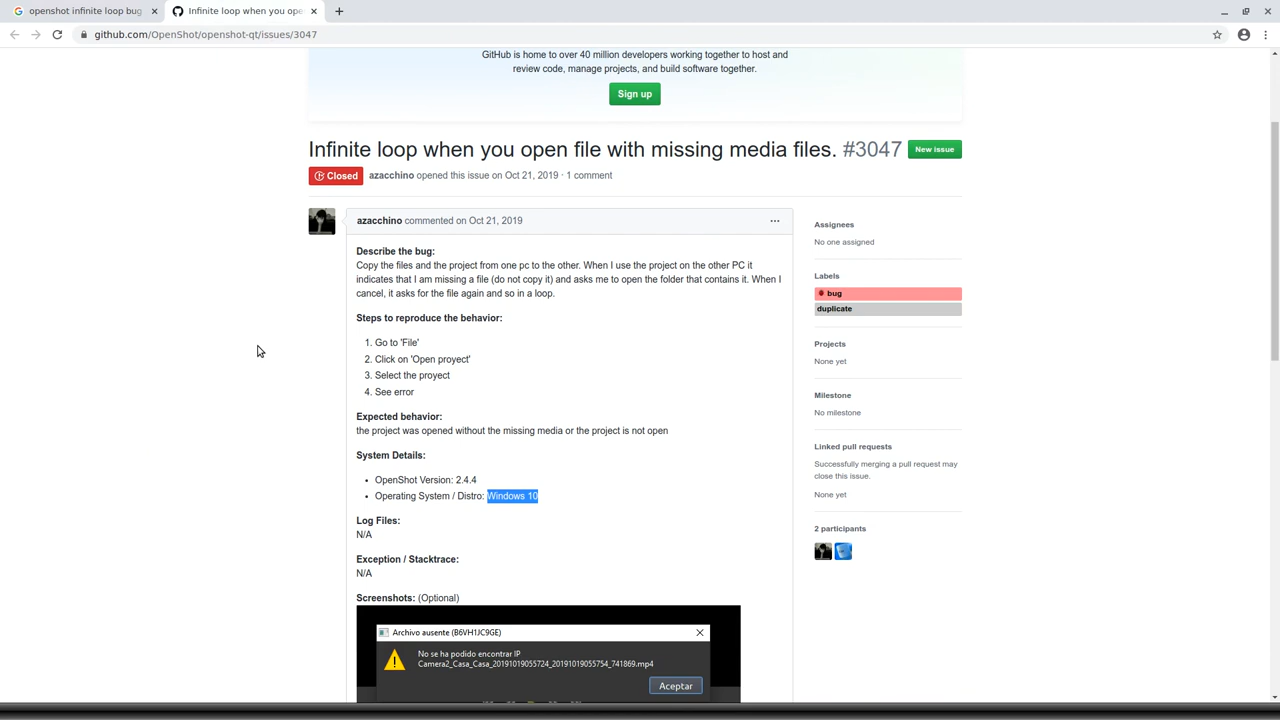 openshot infinite loop bug
Infinite loop when you ope
github.com/OpenShot/openshot-qt/issues/3047
GitHub is home to over 40 million developers working together to host and
review code, manage projects, and build software together.
Sign up
Infinite loop when you open file with missing media files. #3047
New issue
Closed
azacchino opened this issue on Oct 21, 2019 · 1 comment
azacchino commented on Oct 21, 2019
Describe the bug:
Copy the files and the project from one pc to the other. When I use the project on the other PC it
indicates that I am missing a file (do not copy it) and asks me to open the folder that contains it. When I
cancel, it asks for the file again and so in a loop.
Steps to reproduce the behavior:
1. Go to 'File'
2. Click on 'Open proyect'
3. Select the proyect
4. See error
Expected behavior:
the project was opened without the missing media or the project is not open
System Details:
• OpenShot Version: 2.4.4
• Operating System / Distro: Windows 10
Log Files:
N/A
Exception / Stacktrace:
N/A
Screenshots: (Optional)
Archivo ausente (B6VH1JC9GE)
No se ha podido encontrar IP
Camera2_Casa_Casa_20191019055724_20191019055754_741869.mp4
Aceptar
Assignees
No one assigned
Labels
bug
duplicate
Projects
None yet
Milestone
No milestone
Linked pull requests
Successfully merging a pull request may
close this issue.
None yet
2 participants